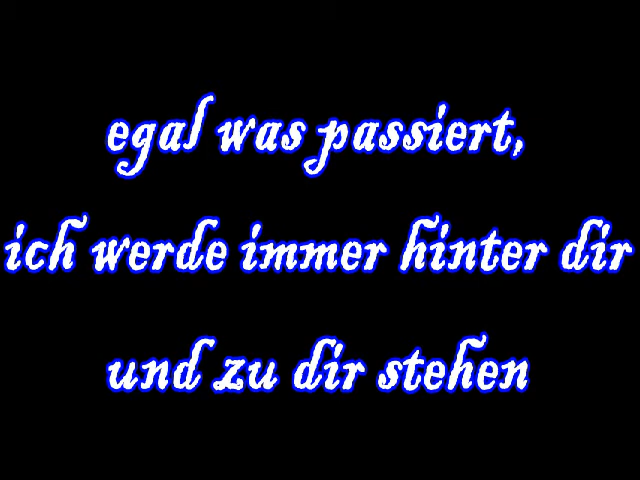 egal was passiert,
ich werde immer hinter dir
und zu dir stehen